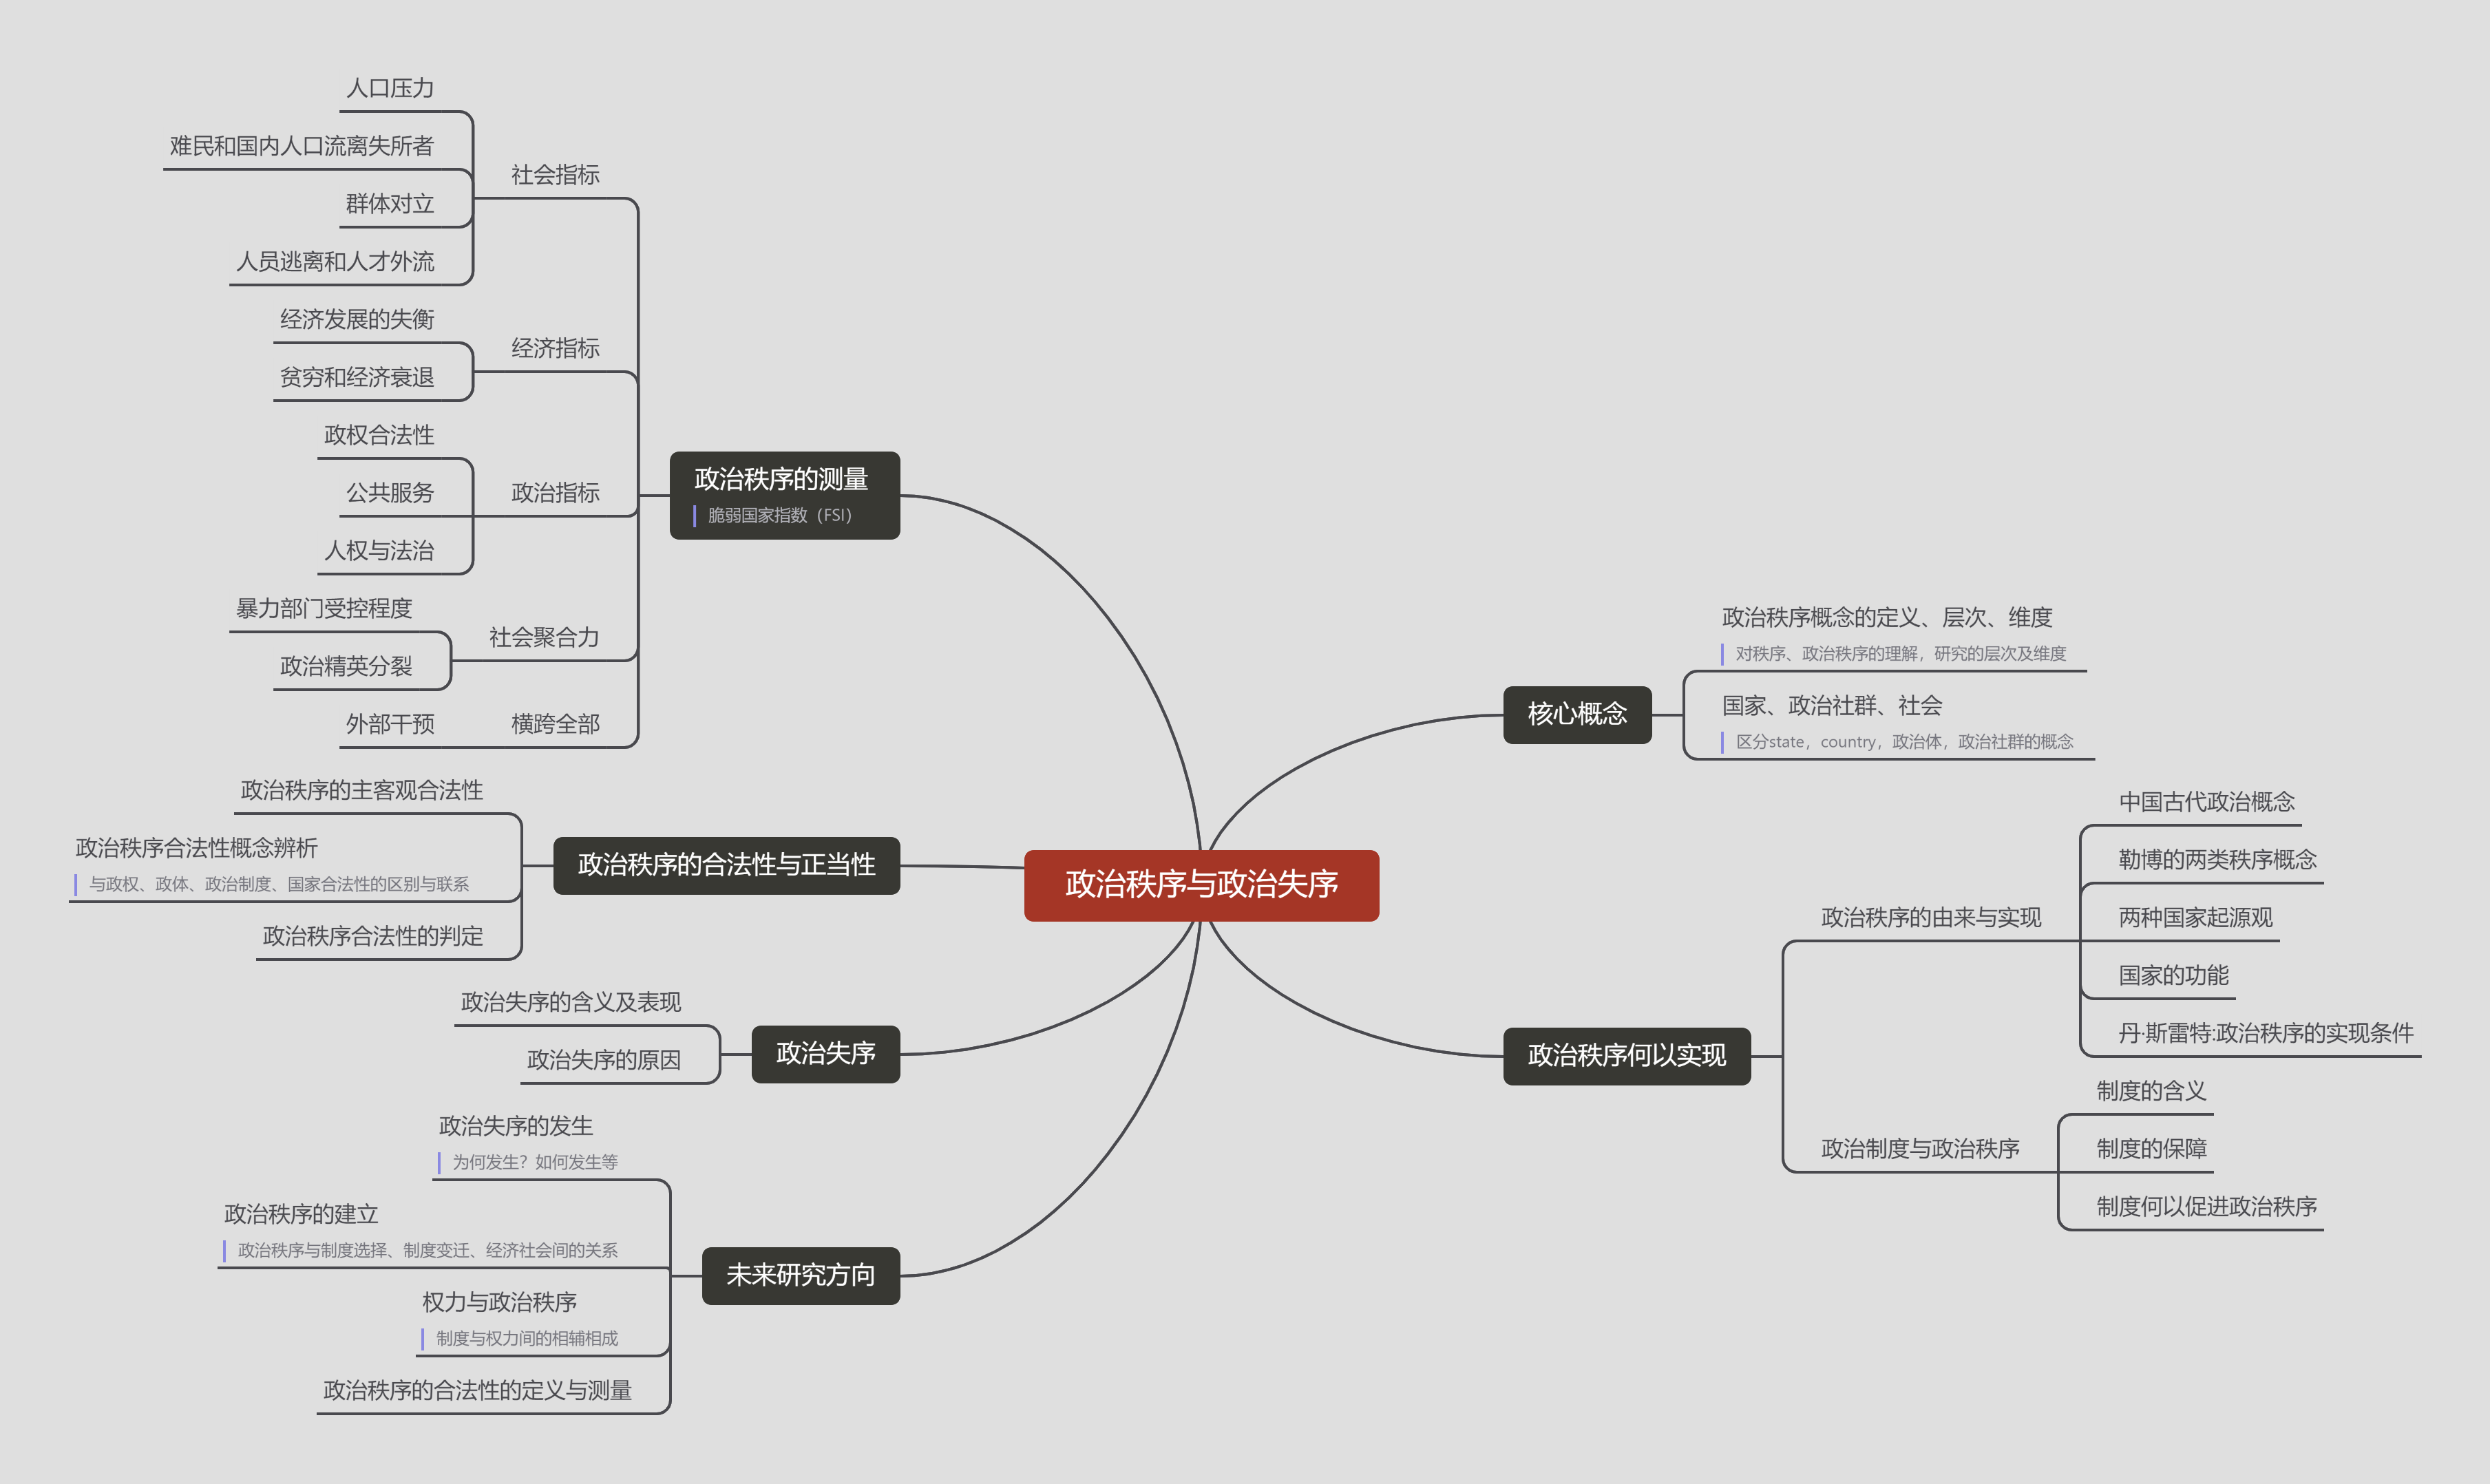 政治秩序与政治失序
核心概念
政治秩序概念的定义、层次、维度
对秩序、政治秩序的理解，研究的层次及维度
国家、政治社群、社会
区分state，country，政治体，政治社群的概念
政治秩序何以实现
政治秩序的由来与实现
中国古代政治概念
勒博的两类秩序概念
两种国家起源观
国家的功能
丹·斯雷特:政治秩序的实现条件
政治制度与政治秩序
制度的含义
制度的保障
制度何以促进政治秩序
政治秩序的测量
脆弱国家指数（FSI）
社会指标
人口压力
难民和国内人口流离失所者
群体对立
人员逃离和人才外流
经济指标
经济发展的失衡
贫穷和经济衰退
政治指标
政权合法性
公共服务
人权与法治
社会聚合力
暴力部门受控程度
政治精英分裂
横跨全部
外部干预
政治秩序的合法性与正当性
政治秩序的主客观合法性
政治秩序合法性概念辨析
与政权、政体、政治制度、国家合法性的区别与联系
政治秩序合法性的判定
政治失序
政治失序的含义及表现
政治失序的原因
未来研究方向
政治失序的发生
为何发生？如何发生等
政治秩序的建立
政治秩序与制度选择、制度变迁、经济社会间的关系
权力与政治秩序
制度与权力间的相辅相成
政治秩序的合法性的定义与测量